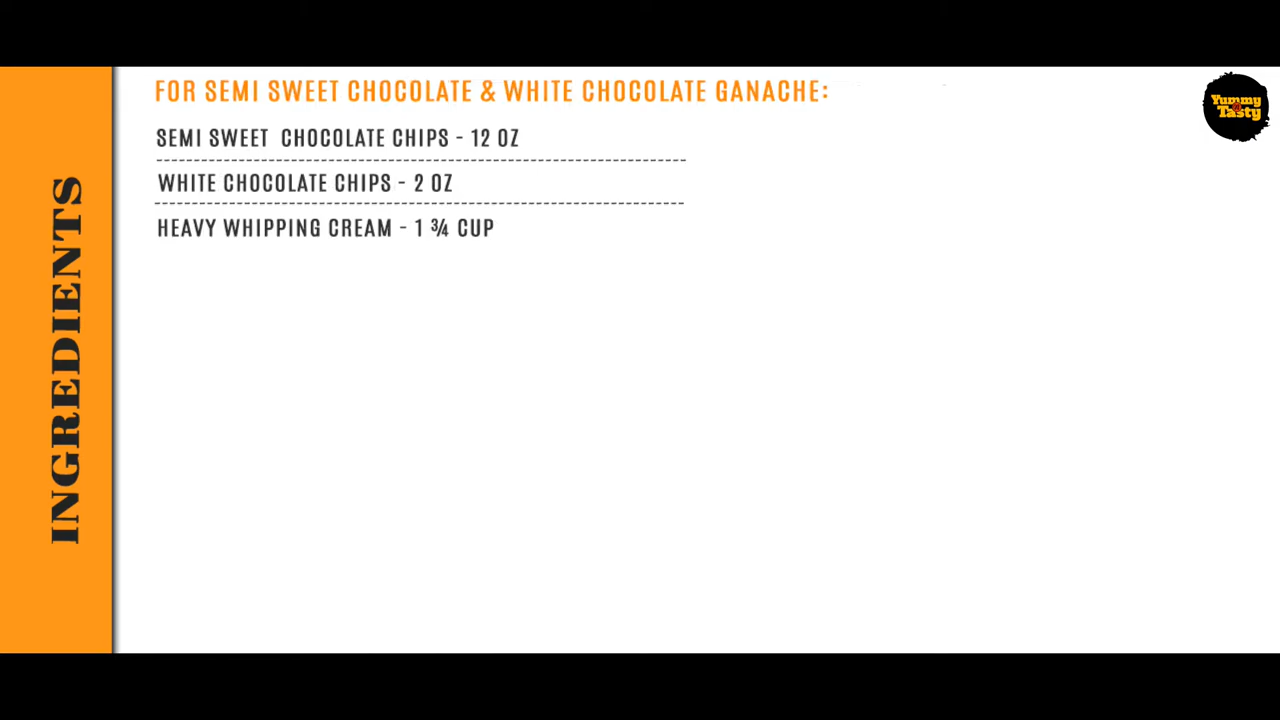 INGREDIENTS
FOR SEMI SWEET CHOCOLATE & WHITE CHOCOLATE GANACHE:
SEMI SWEET CHOCOLATE CHIPS - 12 OZ
WHITE CHOCOLATE CHIPS - 2 OZ
HEAVY WHIPPING CREAM - 1 ¾ CUP
Yummy
Tasty